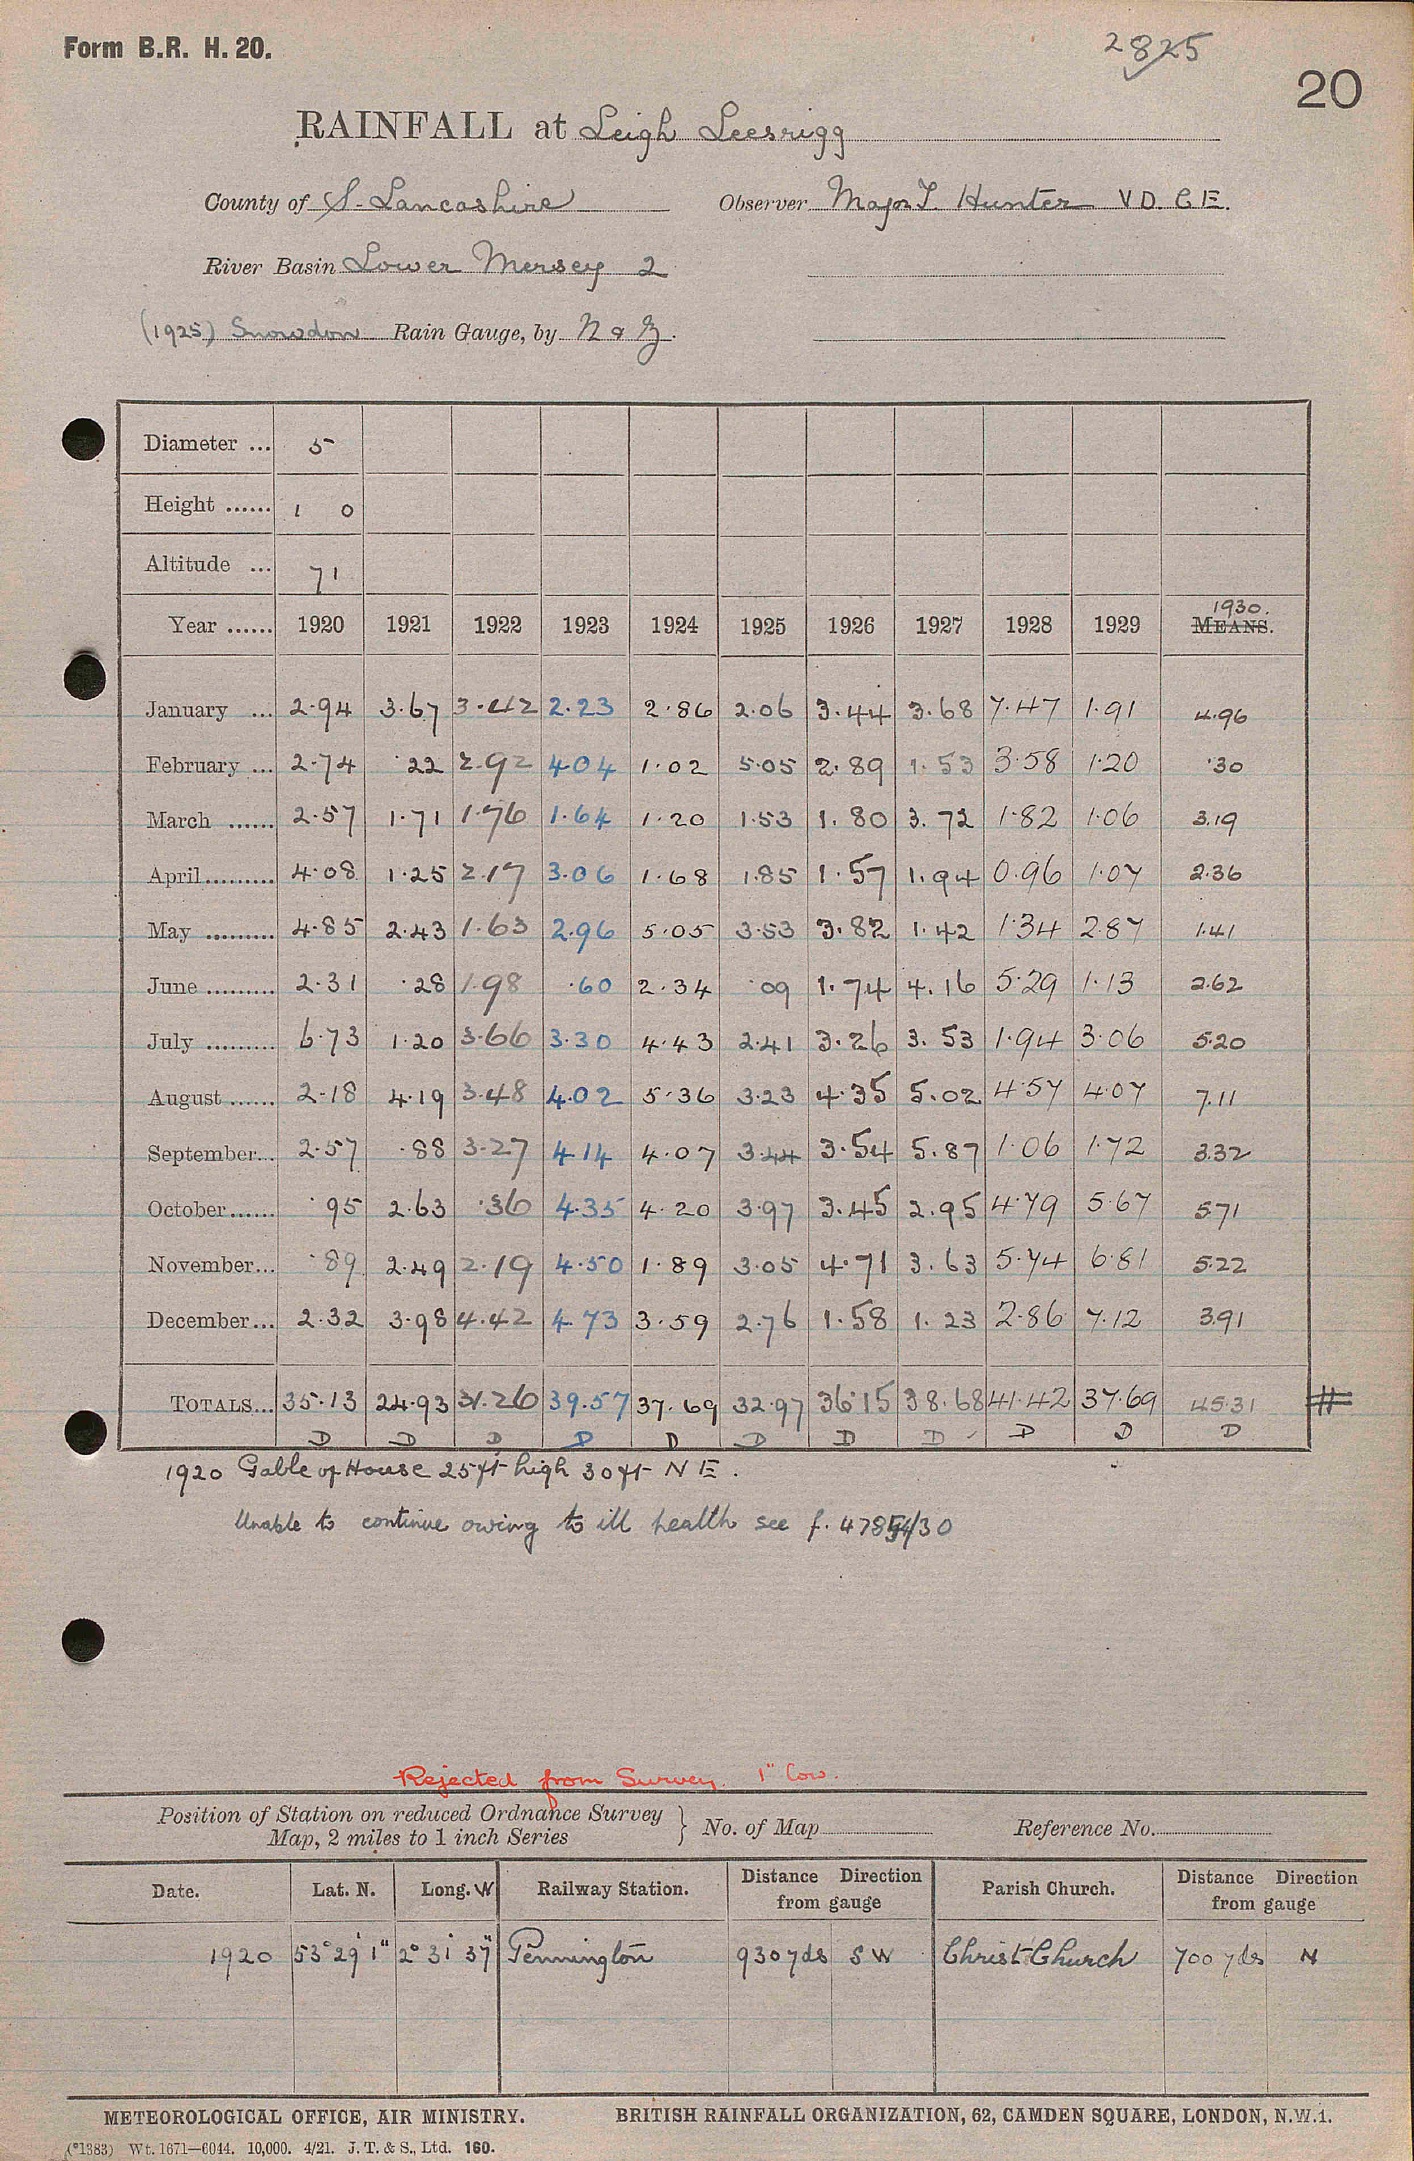 Form B.R. H. 20.
2825
20
RAINFALL at Leigh Leesrigg
County of S. Lancashire Observer Major T. Hunter V D. C E.
River Basin Lower Mersey 2
(1925) Snowdon Rain Gauge, by N & Z.
Diameter ... 5
Height ...... 1 0
Altitude ... 71
1930.
Year ...... 1920 1921 1922 1923 1924 1925 1926 1927 1928 1929 MEANS.
January ... 2.94 3.67 3.42 2.23 2.86 2.06 3.44 3.68 7.47 1.91 4.96
February ... 2.74 .22 2.92 4.04 1.02 5.05 2.89 1.53 3.58 1.20 .30
March ...... 2.57 1.71 1.76 1.64 1.20 1.53 1.80 3.72 1.82 1.06 3.19
April ......... 4.08 1.25 2.17 3.06 1.68 1.85 1.57 1.94 0.96 1.07 2.36
May ......... 4.85 2.43 1.63 2.96 5.05 3.53 3.82 1.42 1.34 2.87 1.41
June ......... 2.31 .28 1.98 .60 2.34 .09 1.74 4.16 5.29 1.13 2.62
July ......... 6.73 1.20 3.66 3.30 4.43 2.41 3.26 3.53 1.94 3.06 5.20
August ...... 2.18 4.19 3.48 4.02 5.36 3.23 4.35 5.02 4.57 4.07 7.11
September... 2.57 .88 3.27 4.14 4.07 3.44 3.54 5.87 1.06 1.72 3.32
October...... .95 2.63 .36 4.35 4.20 3.97 3.45 2.95 4.79 5.67 5.71
November... .89 2.49 2.19 4.50 1.89 3.05 4.71 3.63 5.74 6.81 5.22
December... 2.32 3.98 4.42 4.73 3.59 2.76 1.58 1.23 2.86 7.12 3.91
TOTALS... 35.13 24.93 31.26 39.57 37.69 32.97 36.15 38.68 41.42 37.69 45.31 #
D D D D D D D D D D D
1920 Gable of House 25ft high 30ft N E.
Unable to continue owing to ill health see f.
Rejected from Survey. 1" low.
Position of Station on reduced Ordnance Survey
Map, 2 miles to 1 inch Series } No. of Map Reference No.
Date. Lat. N. Long. W Railway Station. Distance Direction from gauge Parish Church. Distance Direction from gauge
1920 53° 29' 1" 2° 31' 37" Pennington 930 yds S W Christ Church 700 yds N
METEOROLOGICAL OFFICE, AIR MINISTRY. BRITISH RAINFALL ORGANIZATION, 62, CAMDEN SQUARE, LONDON, N.W.1.
(*1383) Wt. 1671—6044. 10,000. 4/21. J. T. & S., Ltd. 160.